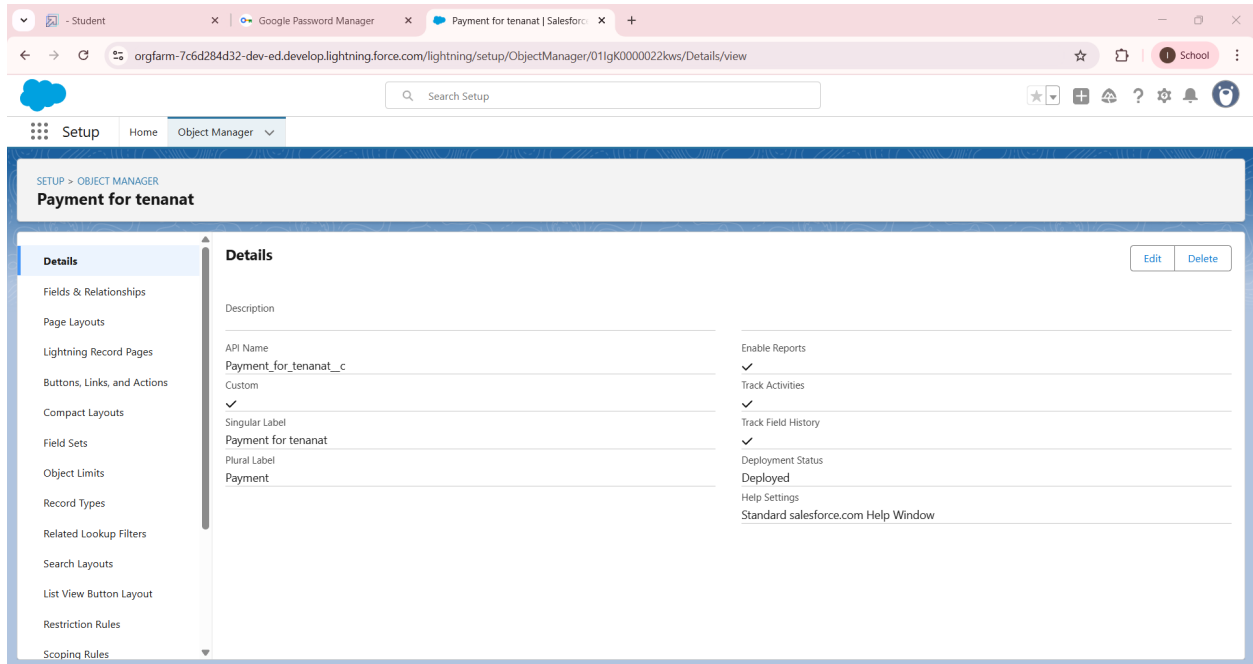 - Student
Google Password Manager
Payment for tenanat | Salesforc
orgfarm-7c6d284d32-dev-ed.develop.lightning.force.com/lightning/setup/ObjectManager/01IgK0000022kws/Details/view
I
School
Search Setup
Setup
Home
Object Manager
SETUP > OBJECT MANAGER
Payment for tenanat
Details
Fields & Relationships
Page Layouts
Lightning Record Pages
Buttons, Links, and Actions
Compact Layouts
Field Sets
Object Limits
Record Types
Related Lookup Filters
Search Layouts
List View Button Layout
Restriction Rules
Scoping Rules
Details
Edit
Delete
Description
API Name
Payment_for_tenanat__c
Custom
Singular Label
Payment for tenanat
Plural Label
Payment
Enable Reports
Track Activities
Track Field History
Deployment Status
Deployed
Help Settings
Standard salesforce.com Help Window